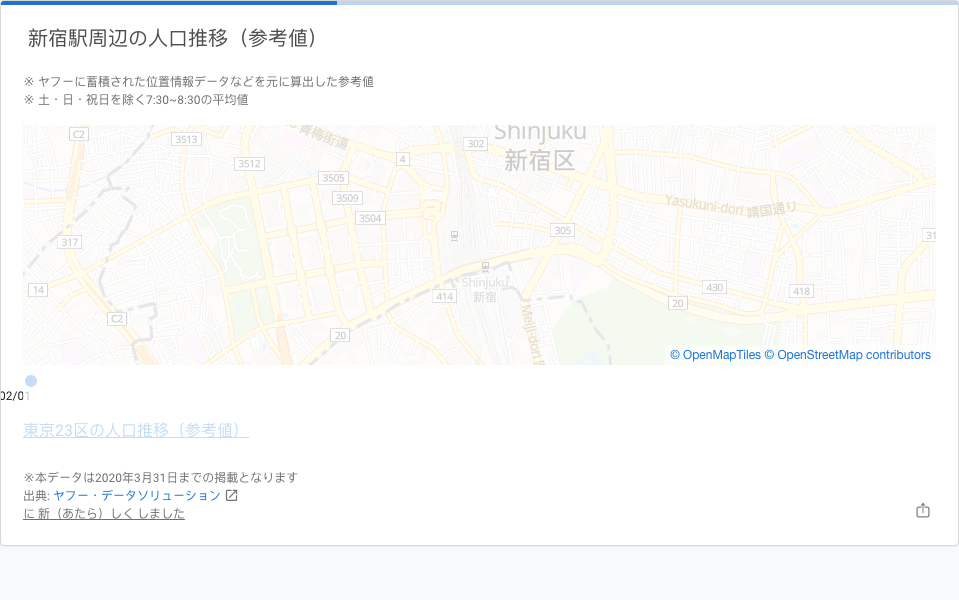 新宿駅周辺の人口推移（参考値）
※ ヤフーに蓄積された位置情報データなどを元に算出した参考値
※ 土・日・祝日を除く7:30~8:30の平均値
C2
3513
青梅街道
302
Shinjuku
新宿区
4
3512
3505
3509
3504
Yasukuni-dori 靖国通り
305
31
317
Shinjuku
新宿
14
414
430
418
20
C2
20
Meiji-dori
© OpenMapTiles © OpenStreetMap contributors
02/01
東京23区の人口推移（参考値）
※本データは2020年3月31日までの掲載となります
出典: ヤフー・データソリューション
に 新（あたら）しく しました